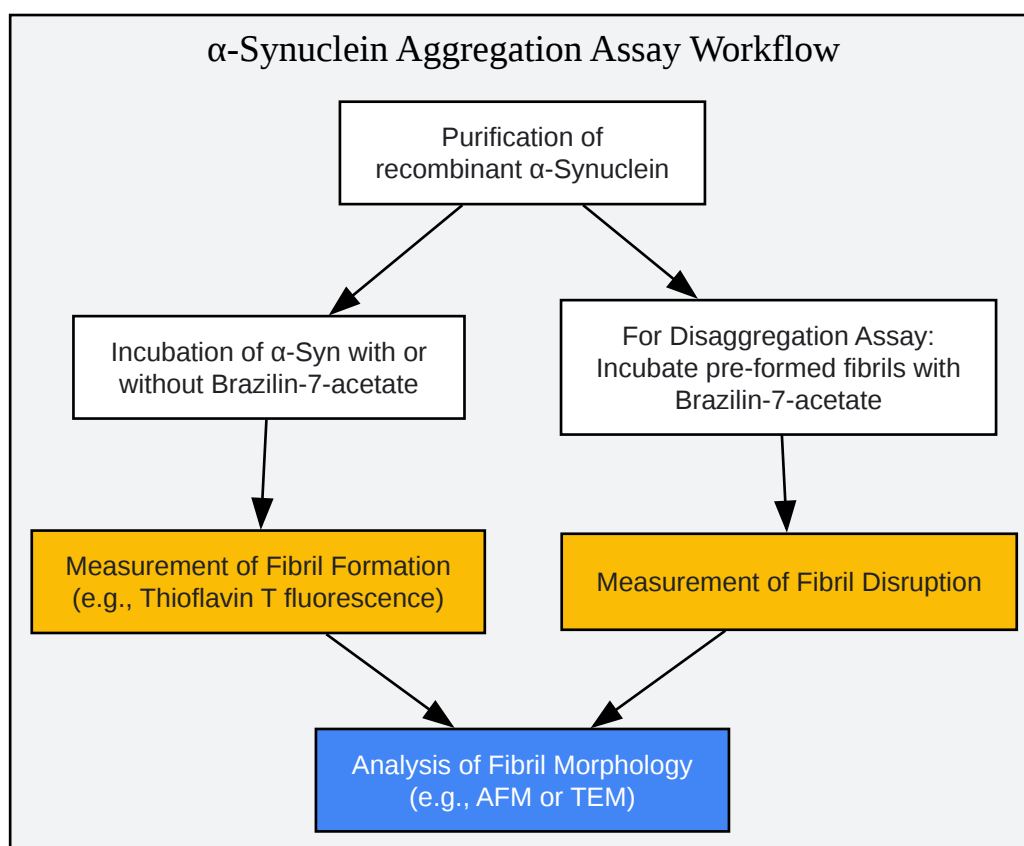 α-Synuclein Aggregation Assay Workflow
Purification of
recombinant α-Synuclein
Incubation of α-Syn with or
without Brazilin-7-acetate
For Disaggregation Assay:
Incubate pre-formed fibrils with
Brazilin-7-acetate
Measurement of Fibril Formation
(e.g., Thioflavin T fluorescence)
Measurement of Fibril Disruption
Analysis of Fibril Morphology
(e.g., AFM or TEM)